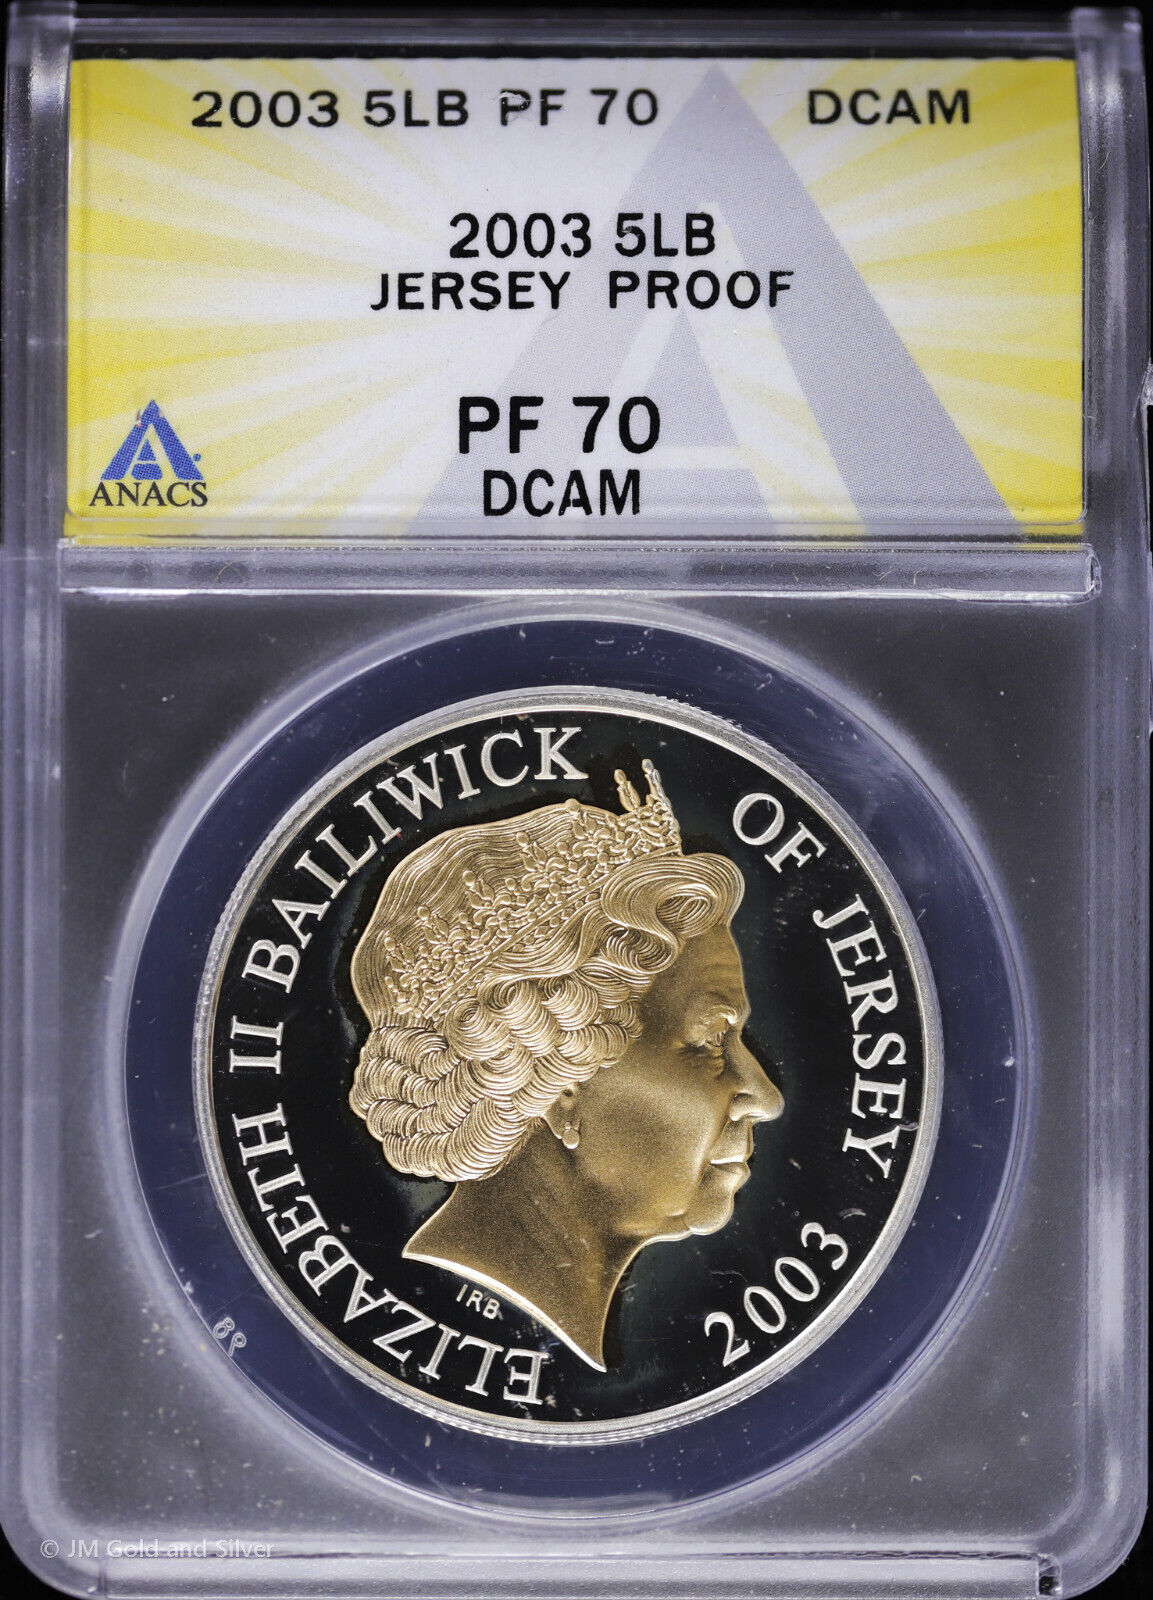 2003 5LB PF 70 DCAM
2003 5LB
JERSEY PROOF
PF 70
DCAM
ANACS
ELIZABETH II BAILIWICK OF JERSEY 2003
IRB
98
© JM Gold and Silver